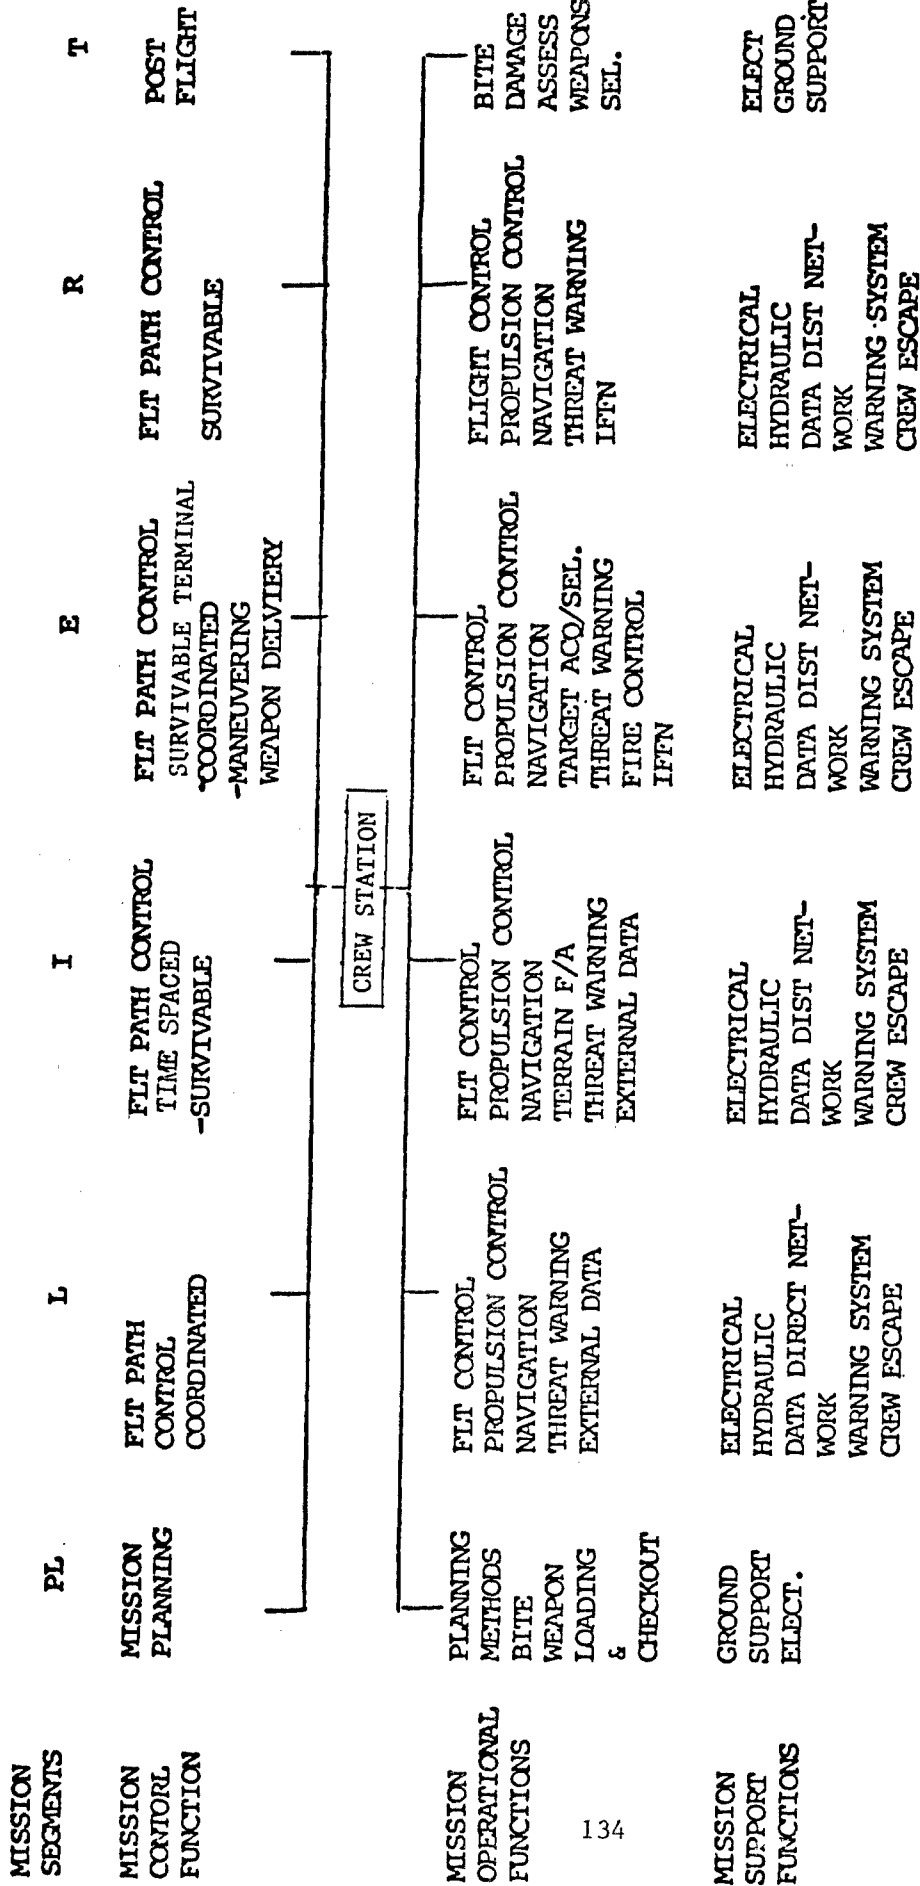 MISSION
SEGMENTS
PL
L
I
E
R
T
MISSION
CONTORL
FUNCTION
MISSION
PLANNING
FLT PATH
CONTROL
COORDINATED
FLT PATH CONTROL
TIME SPACED
-SURVIVABLE
FLT PATH CONTROL
SURVIVABLE TERMINAL
-COORDINATED
-MANEUVERING
WEAPON DELVIERY
FLT PATH CONTROL
SURVIVABLE
POST
FLIGHT
CREW STATION
MISSION
OPERATIONAL
FUNCTIONS
PLANNING
METHODS
BITE
WEAPON
LOADING
&
CHECKOUT
FLT CONTROL
PROPULSION CONTROL
NAVIGATION
THREAT WARNING
EXTERNAL DATA
FLT CONTROL
PROPULSION CONTROL
NAVIGATION
TERRAIN F/A
THREAT WARNING
EXTERNAL DATA
FLT CONTROL
PROPULSION CONTROL
NAVIGATION
TARGET ACQ/SEL.
THREAT WARNING
FIRE CONTROL
IFFN
FLIGHT CONTROL
PROPULSION CONTROL
NAVIGATION
THREAT WARNING
IFFN
BITE
DAMAGE
ASSESS
WEAPONS
SEL.
134
MISSION
SUPPORT
FUNCTIONS
GROUND
SUPPORT
ELECT.
ELECTRICAL
HYDRAULIC
DATA DIRECT NET-
WORK
WARNING SYSTEM
CREW ESCAPE
ELECTRICAL
HYDRAULIC
DATA DIST NET-
WORK
WARNING SYSTEM
CREW ESCAPE
ELECTRICAL
HYDRAULIC
DATA DIST NET-
WORK
WARNING SYSTEM
CREW ESCAPE
ELECTRICAL
HYDRAULIC
DATA DIST NET-
WORK
WARNING SYSTEM
CREW ESCAPE
ELECT
GROUND
SUPPORT